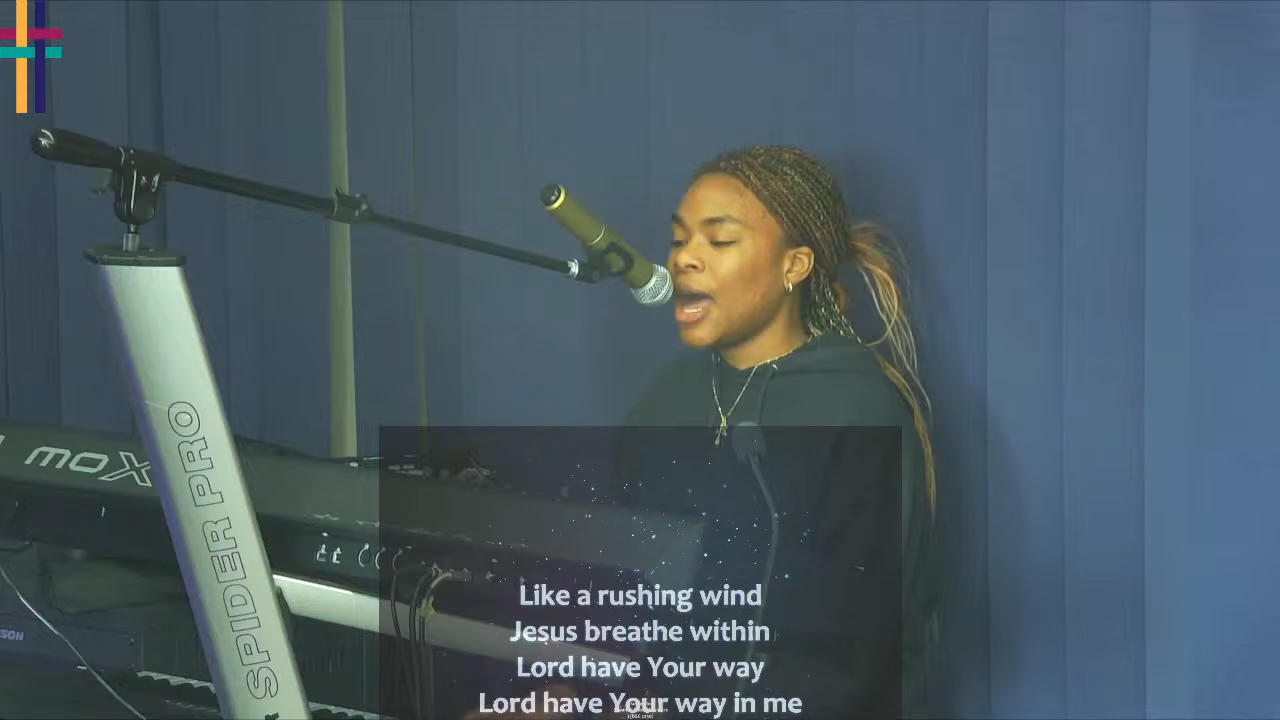 mox
SPIDER PRO
SON
Like a rushing wind
Jesus breathe within
Lord have Your way
Lord have Your way in me